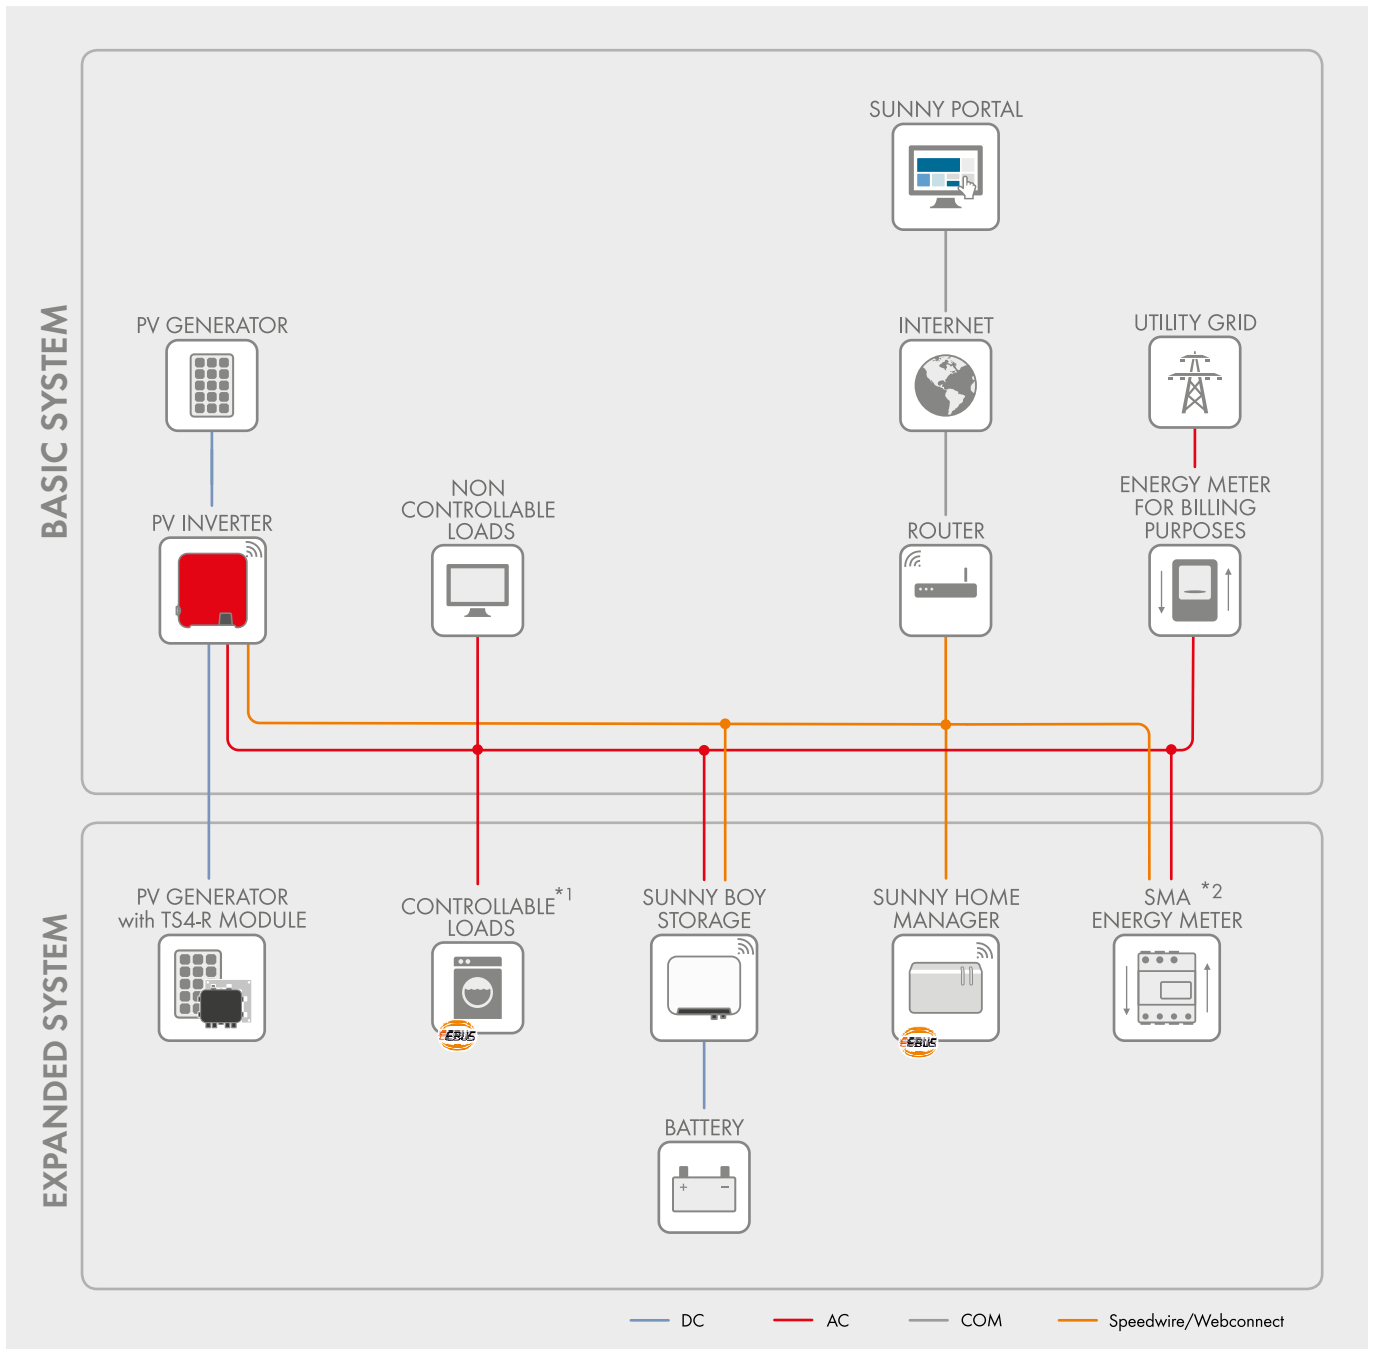 BASIC SYSTEM
SUNNY PORTAL
PV GENERATOR
INTERNET
UTILITY GRID
PV INVERTER
NON
CONTROLLABLE
LOADS
ROUTER
ENERGY METER
FOR BILLING
PURPOSES
EXPANDED SYSTEM
PV GENERATOR
with TS4-R MODULE
CONTROLLABLE*1
LOADS
EEBUS
SUNNY BOY
STORAGE
SUNNY HOME
MANAGER
EEBUS
SMA *2
ENERGY METER
BATTERY
+ −
DC
AC
COM
Speedwire/Webconnect